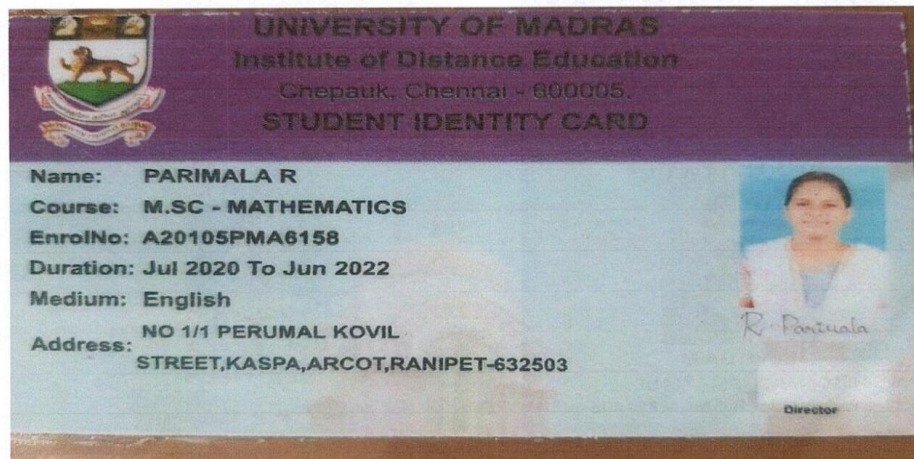 UNIVERSITY OF MADRAS
Institute of Distance Education
Chepauk, Chennai - 600005.
STUDENT IDENTITY CARD
Name: PARIMALA R
Course: M.SC - MATHEMATICS
EnrolNo: A20105PMA6158
Duration: Jul 2020 To Jun 2022
Medium: English
Address: NO 1/1 PERUMAL KOVIL
STREET,KASPA,ARCOT,RANIPET-632503
R. Parimala
Director